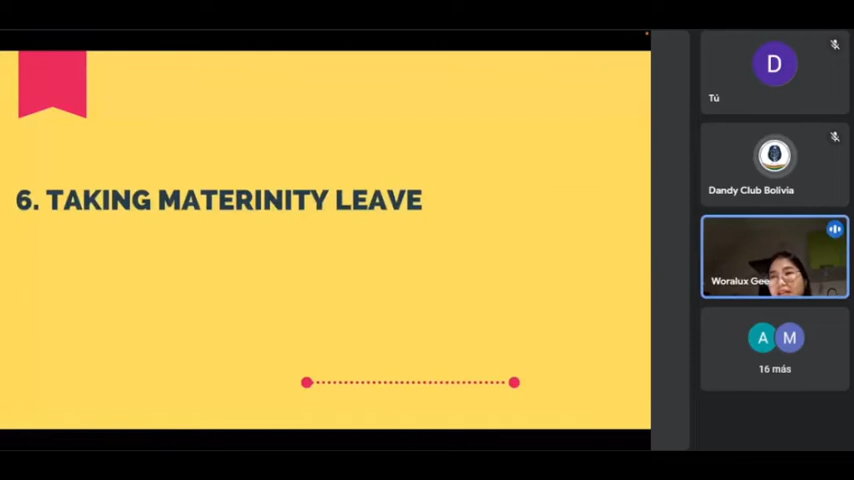 6. TAKING MATERINITY LEAVE
D
Tú
Dandy Club Bolivia
Woralux Gee
A M
16 más